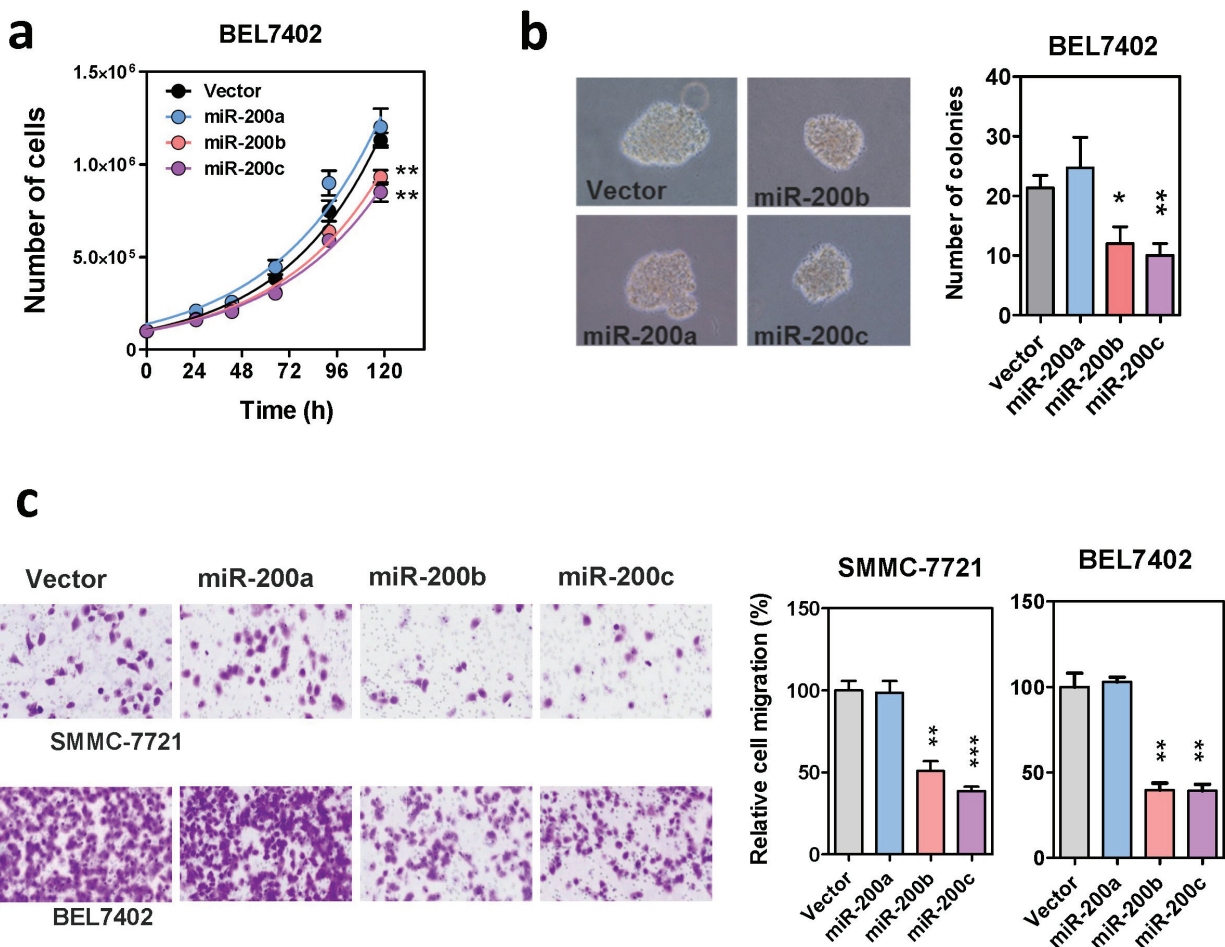 a
BEL7402
Number of cells
1.5×10⁶
1.0×10⁶
5.0×10⁵
0
Vector
miR-200a
miR-200b
miR-200c
**
**
0 24 48 72 96 120
Time (h)
b
Vector
miR-200b
miR-200a
miR-200c
BEL7402
Number of colonies
40
30
20
10
0
*
**
vector
miR-200a
miR-200b
miR-200c
c
Vector miR-200a miR-200b miR-200c
SMMC-7721
BEL7402
SMMC-7721
Relative cell migration (%)
150
100
50
0
**
***
Vector
miR-200a
miR-200b
miR-200c
BEL7402
150
100
50
0
**
**
Vector
miR-200a
miR-200b
miR-200c